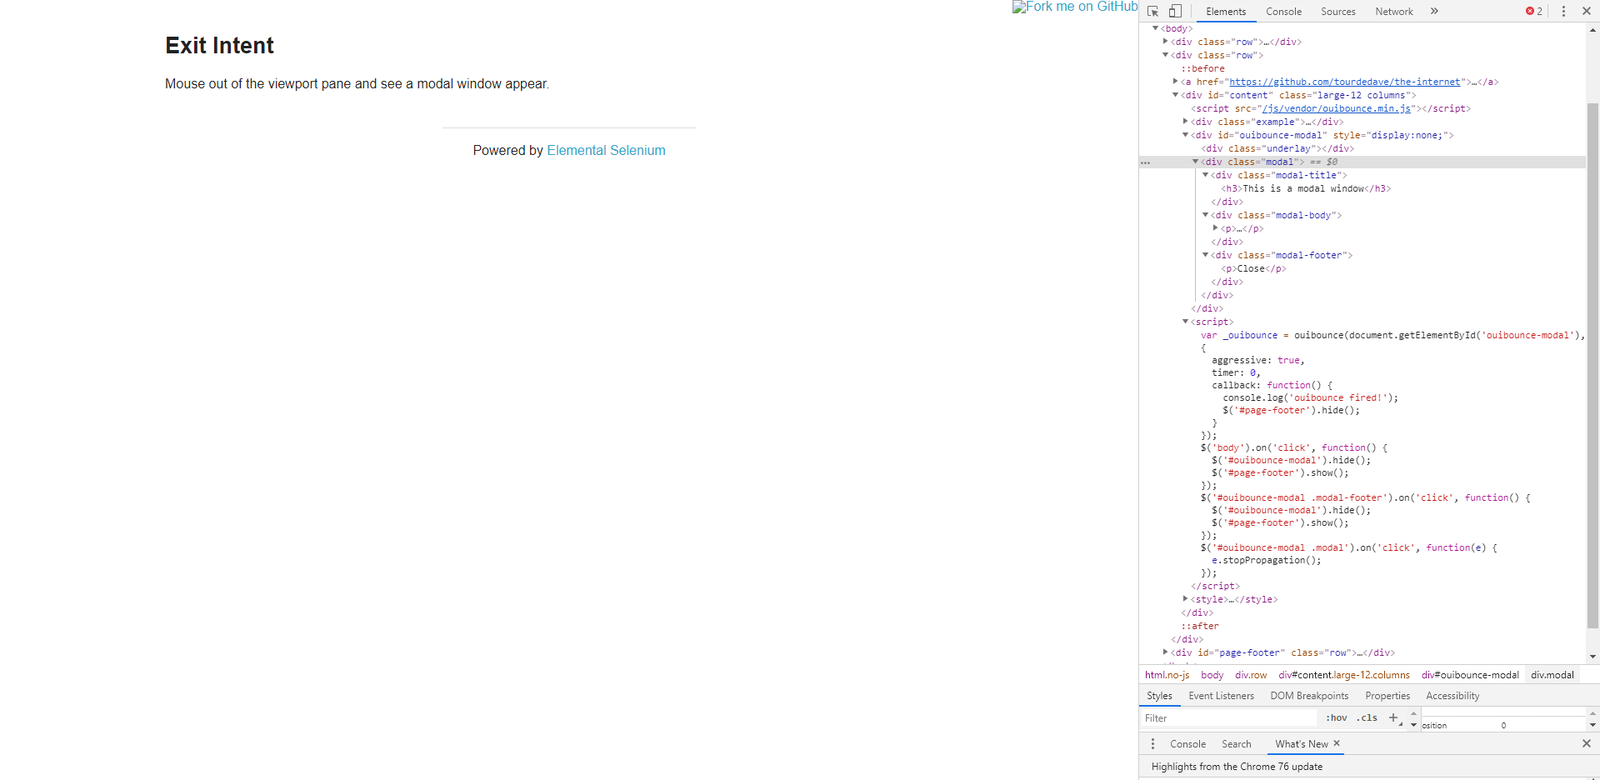 Fork me on GitHub
Exit Intent
Mouse out of the viewport pane and see a modal window appear.
Powered by Elemental Selenium
Elements Console Sources Network » 2
<body>
<div class="row">…</div>
<div class="row">
::before
<a href="https://github.com/tourdedave/the-internet">…</a>
<div id="content" class="large-12 columns">
<script src="/js/vendor/ouibounce.min.js"></script>
<div class="example">…</div>
<div id="ouibounce-modal" style="display:none;">
<div class="underlay"></div>
… <div class="modal"> == $0
<div class="modal-title">
<h3>This is a modal window</h3>
</div>
<div class="modal-body">
<p>…</p>
</div>
<div class="modal-footer">
<p>Close</p>
</div>
</div>
</div>
<script>
var _ouibounce = ouibounce(document.getElementById('ouibounce-modal'),
{
aggressive: true,
timer: 0,
callback: function() {
console.log('ouibounce fired!');
$('#page-footer').hide();
}
});
$('body').on('click', function() {
$('#ouibounce-modal').hide();
$('#page-footer').show();
});
$('#ouibounce-modal .modal-footer').on('click', function() {
$('#ouibounce-modal').hide();
$('#page-footer').show();
});
$('#ouibounce-modal .modal').on('click', function(e) {
e.stopPropagation();
});
</script>
<style>…</style>
</div>
::after
</div>
<div id="page-footer" class="row">…</div>
html.no-js body div.row div#content.large-12.columns div#ouibounce-modal div.modal
Styles Event Listeners DOM Breakpoints Properties Accessibility
Filter :hov .cls + osition 0
Console Search What's New ×
Highlights from the Chrome 76 update